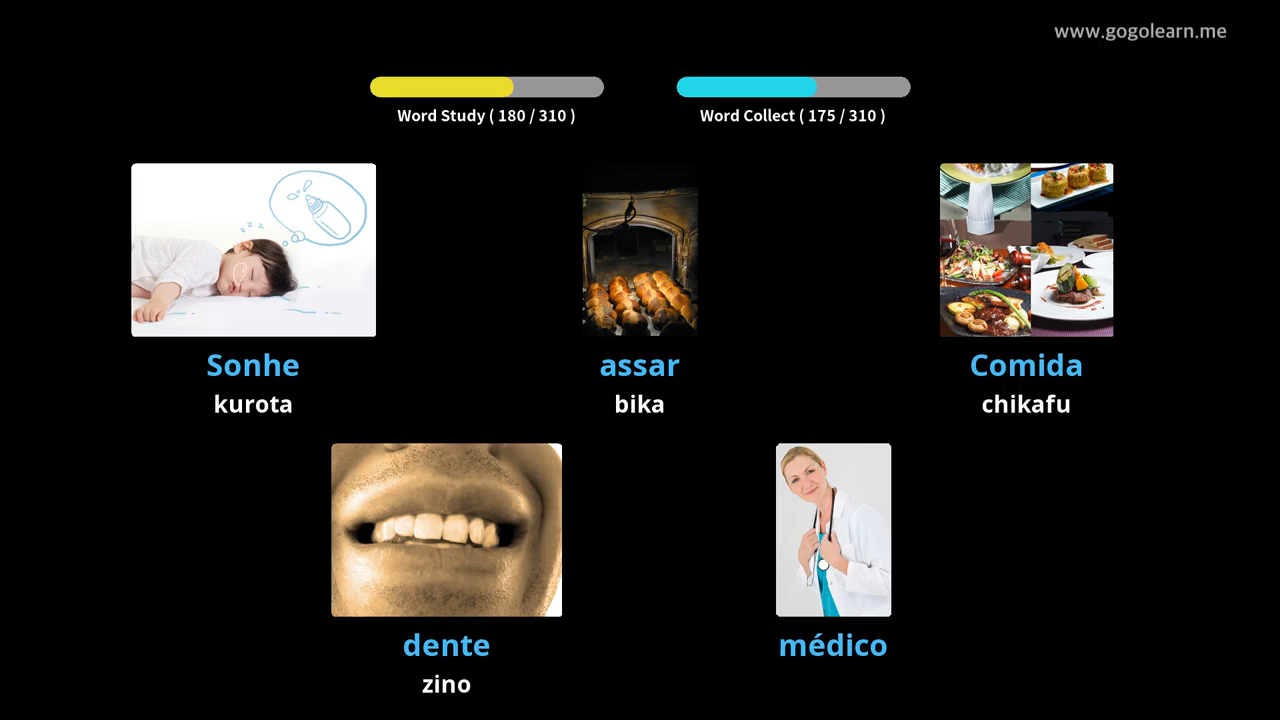 www.gogolearn.me
Word Study ( 180 / 310 )
Word Collect ( 175 / 310 )
z z z
Sonhe
kurota
assar
bika
Comida
chikafu
dente
zino
médico